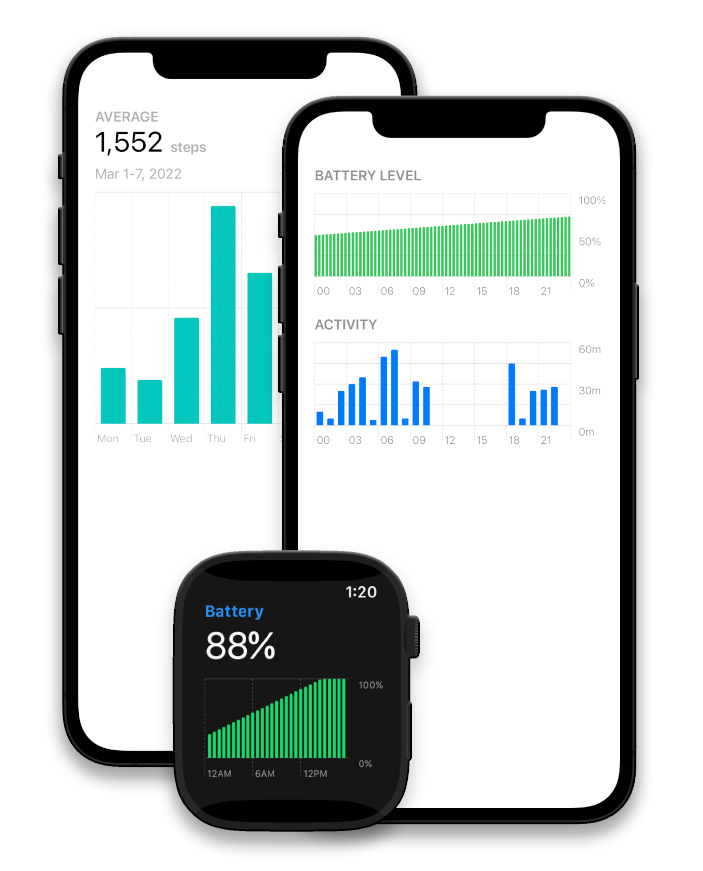 AVERAGE
1,552 steps
Mar 1-7, 2022
Mon Tue Wed Thu Fri
BATTERY LEVEL
100%
50%
0%
00 03 06 09 12 15 18 21
ACTIVITY
60m
30m
0m
00 03 06 09 12 15 18 21
1:20
Battery
88%
100%
0%
12AM 6AM 12PM